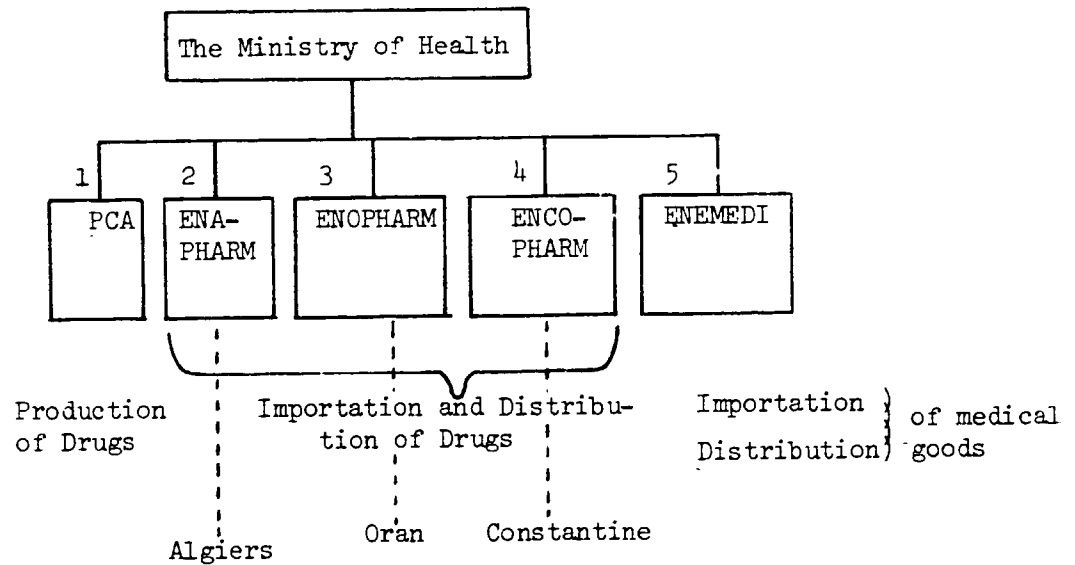 The Ministry of Health
1
2
3
4
5
PCA
ENA-
PHARM
ENOPHARM
ENCO-
PHARM
ENEMEDI
Production
of Drugs
Importation and Distribu-
tion of Drugs
Importation
Distribution
of medical
goods
Algiers
Oran
Constantine